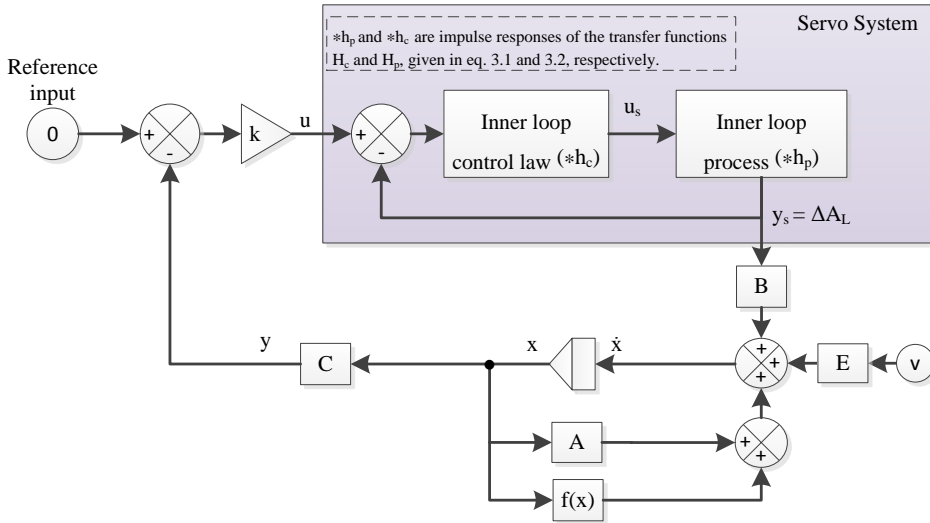 Servo System
*hp and *hc are impulse responses of the transfer functions
Hc and Hp, given in eq. 3.1 and 3.2, respectively.
Reference
input
0
+
-
k
u
+
-
Inner loop
control law (*hc)
us
Inner loop
process (*hp)
ys = ΔAL
B
y
C
x
ẋ
+
+
+
E
v
A
+
+
f(x)